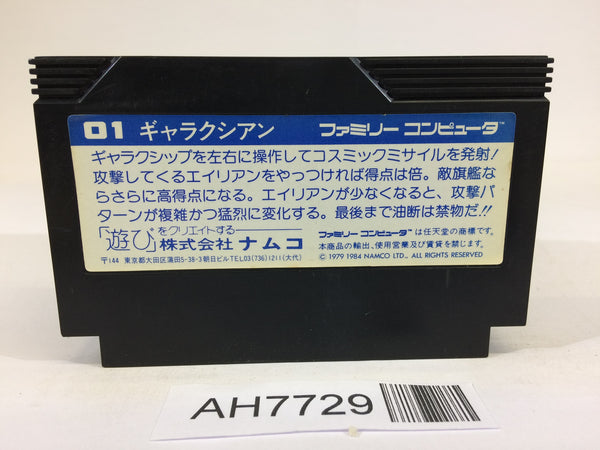 01 ギャラクシアン ファミリー コンピュータ™
ギャラクシップを左右に操作してコスミックミサイルを発射!
攻撃してくるエイリアンをやっつければ得点は倍。敵旗艦な
らさらに高得点になる。エイリアンが少なくなると、攻撃パ
ターンが複雑かつ猛烈に変化する。最後まで油断は禁物だ!!
「遊び」をクリエイトする
株式会社 ナムコ
〒144 東京都大田区蒲田5-38-3朝日ビル TEL.03(736)1211(大代)
ファミリー コンピュータ™ は任天堂の商標です。
本商品の輸出、使用営業及び賃貸を禁じます。
© 1979 1984 NAMCO LTD., ALL RIGHTS RESERVED
AH7729